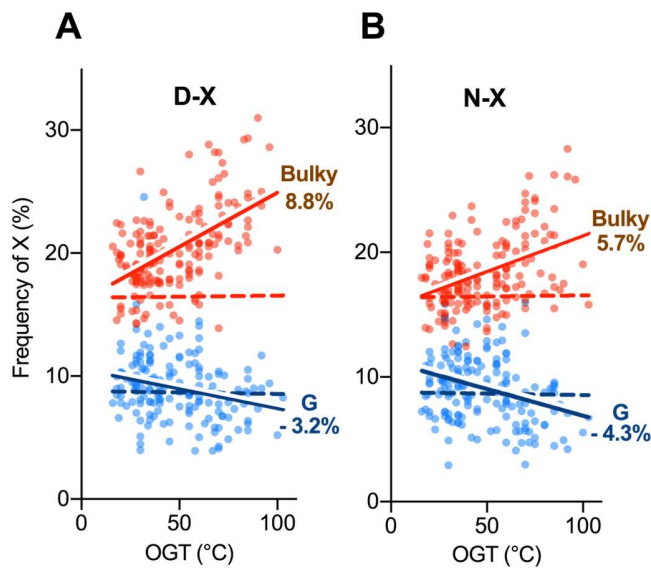 A
B
D-X
N-X
Frequency of X (%)
30
20
10
0
Bulky
8.8%
G
- 3.2%
0
50
100
OGT (°C)
30
20
10
0
Bulky
5.7%
G
- 4.3%
0
50
100
OGT (°C)